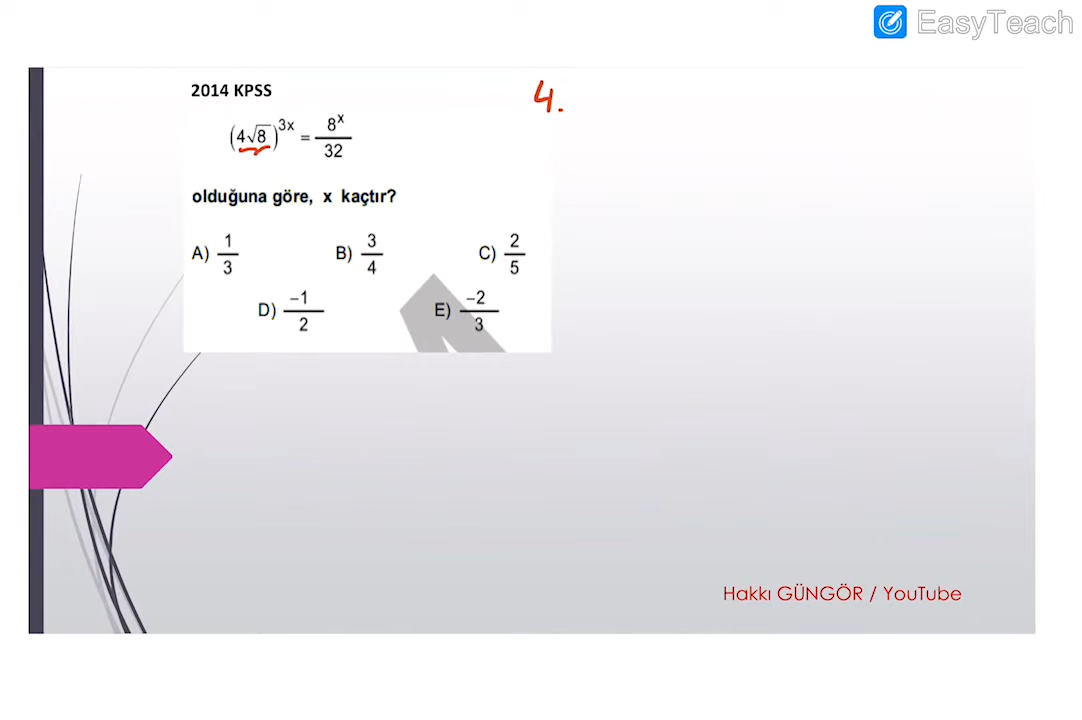 EasyTeach
2014 KPSS
4.
(4√8)^3x = 8^x/32
olduğuna göre, x kaçtır?
A) 1/3 B) 3/4 C) 2/5
D) −1/2 E) −2/3
Hakkı GÜNGÖR / YouTube